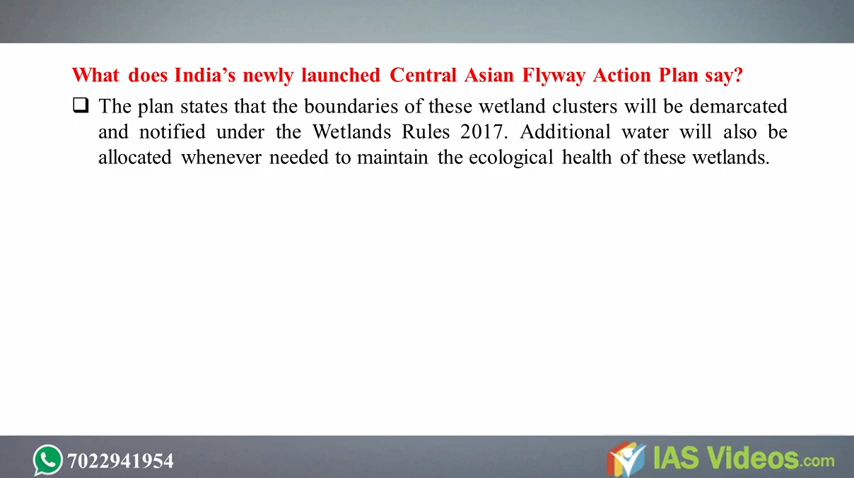 What does India’s newly launched Central Asian Flyway Action Plan say?
The plan states that the boundaries of these wetland clusters will be demarcated
and notified under the Wetlands Rules 2017. Additional water will also be
allocated whenever needed to maintain the ecological health of these wetlands.
7022941954
IAS Videos.com